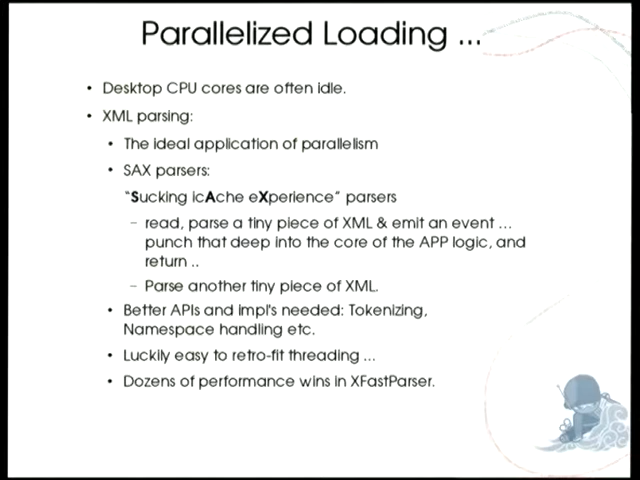 Parallelized Loading ...
• Desktop CPU cores are often idle.
• XML parsing:
• The ideal application of parallelism
• SAX parsers:
"Sucking icAche eXperience" parsers
– read, parse a tiny piece of XML & emit an event ...
punch that deep into the core of the APP logic, and
return ..
– Parse another tiny piece of XML.
• Better APIs and impl's needed: Tokenizing,
Namespace handling etc.
• Luckily easy to retro-fit threading ...
• Dozens of performance wins in XFastParser.